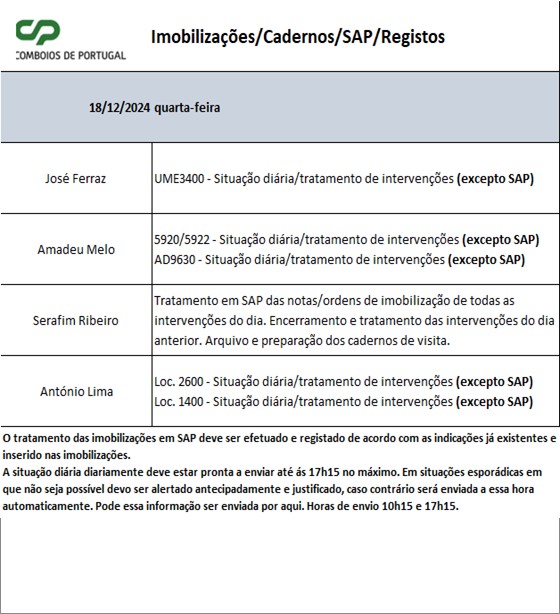 COMBOIOS DE PORTUGAL
Imobilizações/Cadernos/SAP/Registos
18/12/2024 quarta-feira
José Ferraz
UME3400 - Situação diária/tratamento de intervenções (excepto SAP)
Amadeu Melo
5920/5922 - Situação diária/tratamento de intervenções (excepto SAP)
AD9630 - Situação diária/tratamento de intervenções (excepto SAP)
Serafim Ribeiro
Tratamento em SAP das notas/ordens de imobilização de todas as
intervenções do dia. Encerramento e tratamento das intervenções do dia
anterior. Arquivo e preparação dos cadernos de visita.
António Lima
Loc. 2600 - Situação diária/tratamento de intervenções (excepto SAP)
Loc. 1400 - Situação diária/tratamento de intervenções (excepto SAP)
O tratamento das imobilizações em SAP deve ser efetuado e registado de acordo com as indicações já existentes e
inserido nas imobilizações.
A situação diária diariamente deve estar pronta a enviar até ás 17h15 no máximo. Em situações esporádicas em
que não seja possível devo ser alertado antecipadamente e justificado, caso contrário será enviada a essa hora
automaticamente. Pode essa informação ser enviada por aqui. Horas de envio 10h15 e 17h15.